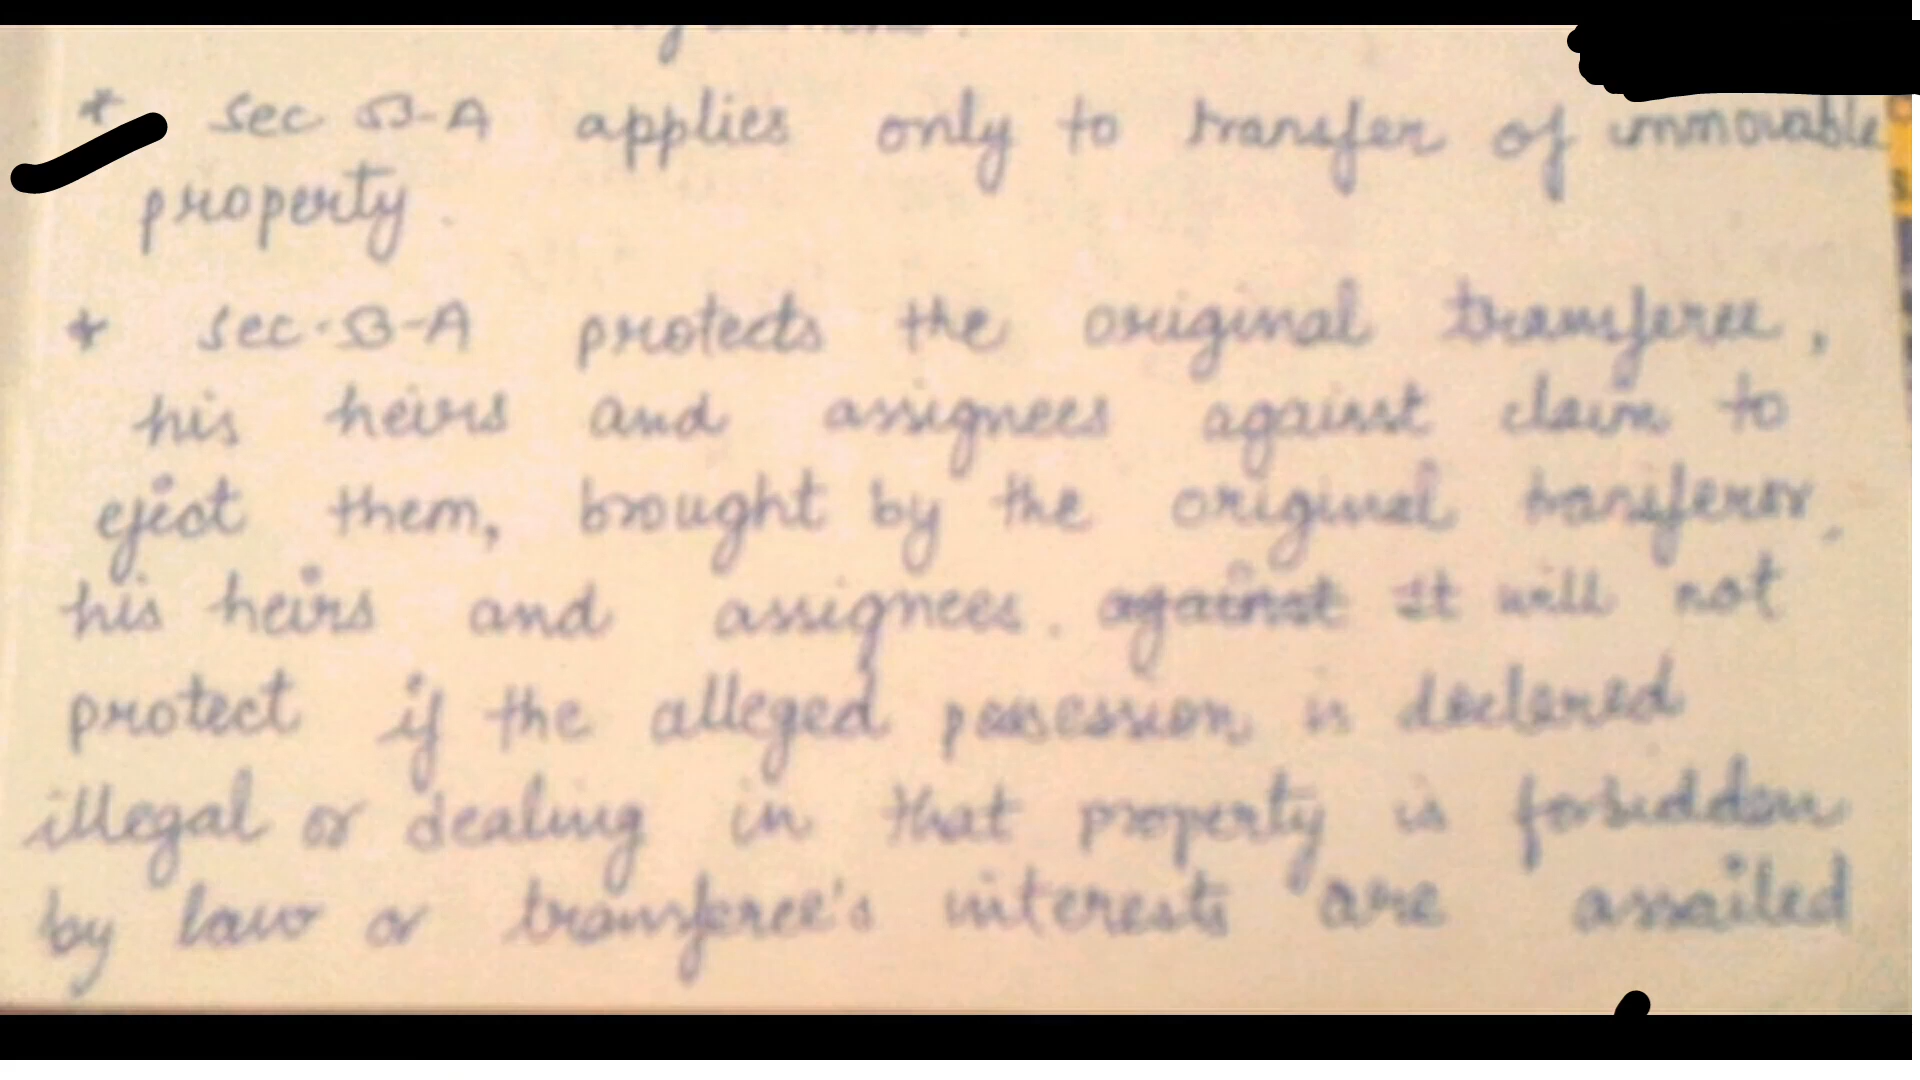 * Sec 53-A applies only to transfer of immovable
property.
* Sec. 53-A protects the original transferee,
his heirs and assignees against claim to
eject them, brought by the original transferor,
his heirs and assignees. against It will not
protect if the alleged possession is declared
illegal or dealing in that property is forbidden
by law or transferee's interests are assailed